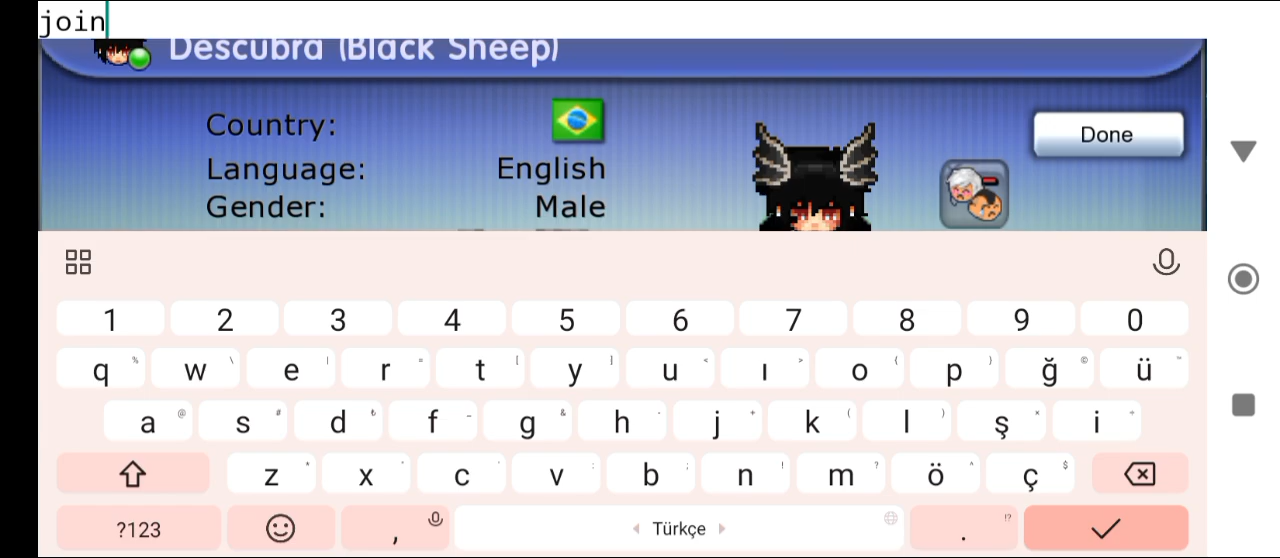 join
Descubra (Black Sheep)
Country:
Done
Language: English
Gender: Male
1 2 3 4 5 6 7 8 9 0
q w e r t y u ı o p ğ ü
a s d f g h j k l ş i
z x c v b n m ö ç
?123 , Türkçe .